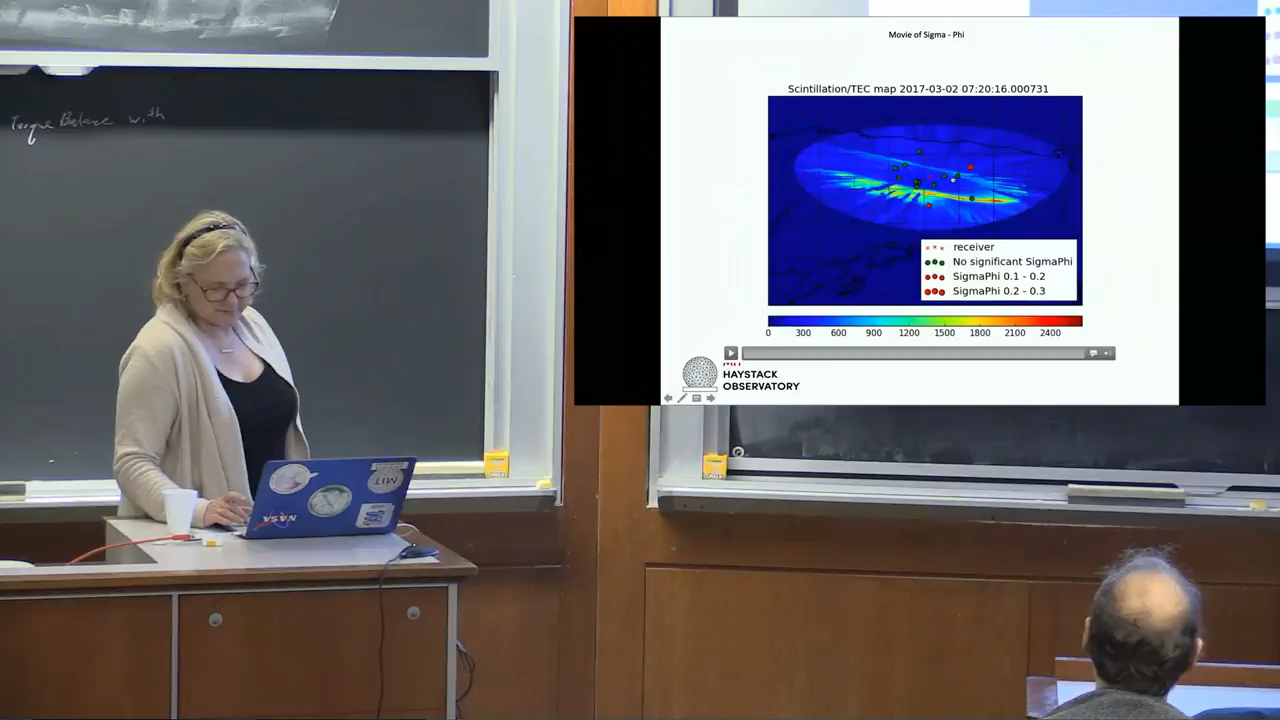 Torque Balance with
Movie of Sigma - Phi
Scintillation/TEC map 2017-03-02 07:20:16.000731
receiver
No significant SigmaPhi
SigmaPhi 0.1 - 0.2
SigmaPhi 0.2 - 0.3
0 300 600 900 1200 1500 1800 2100 2400
MIT
HAYSTACK
OBSERVATORY
MIT
NASA